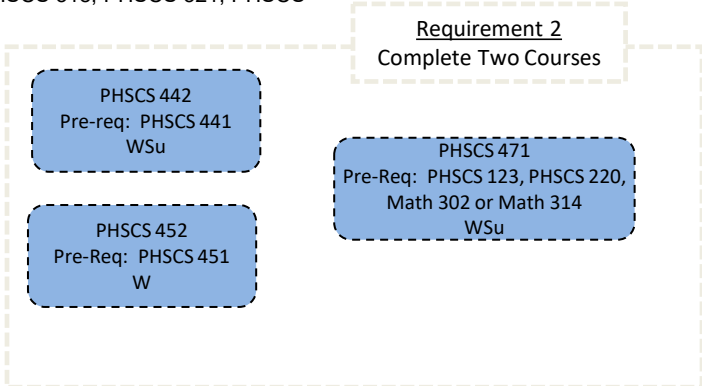 PHSCS
Requirement 2
Complete Two Courses
PHSCS 442
Pre-req: PHSCS 441
WSu
PHSCS 471
Pre-Req: PHSCS 123, PHSCS 220,
Math 302 or Math 314
WSu
PHSCS 452
Pre-Req: PHSCS 451
W